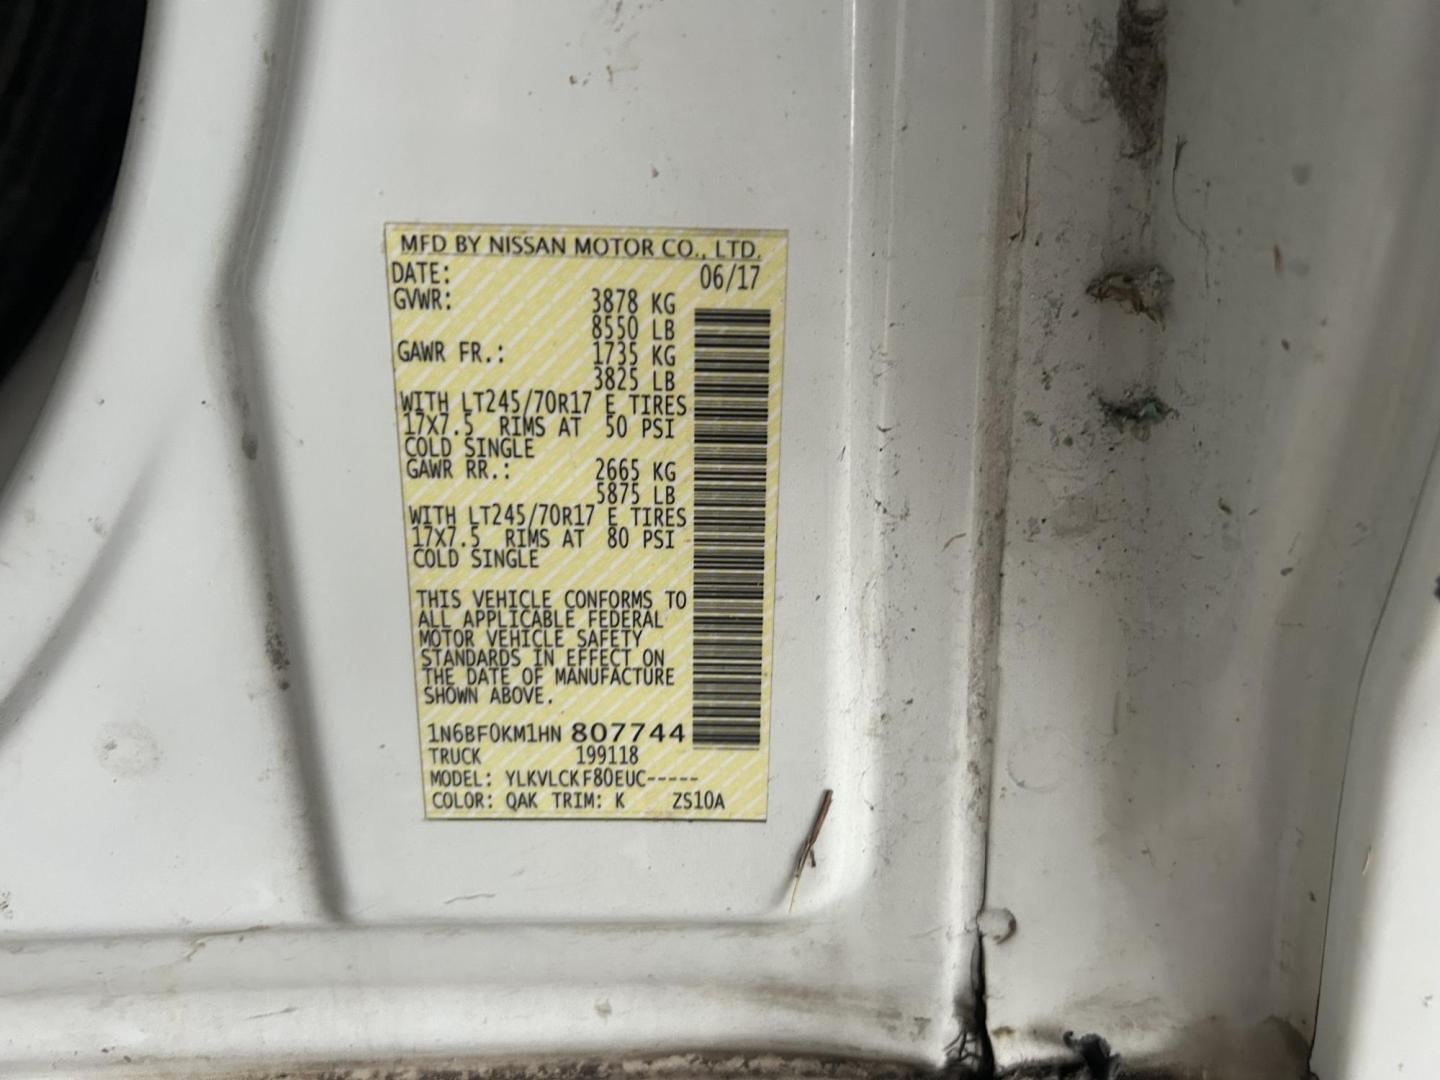 MFD BY NISSAN MOTOR CO., LTD.
DATE: 06/17
GVWR: 3878 KG
8550 LB
GAWR FR.: 1735 KG
3825 LB
WITH LT245/70R17 E TIRES
17X7.5 RIMS AT 50 PSI
COLD SINGLE
GAWR RR.: 2665 KG
5875 LB
WITH LT245/70R17 E TIRES
17X7.5 RIMS AT 80 PSI
COLD SINGLE
THIS VEHICLE CONFORMS TO
ALL APPLICABLE FEDERAL
MOTOR VEHICLE SAFETY
STANDARDS IN EFFECT ON
THE DATE OF MANUFACTURE
SHOWN ABOVE.
1N6BF0KM1HN 807744
TRUCK 199118
MODEL: YLKVLCKF80EUC-----
COLOR: QAK TRIM: K ZS10A